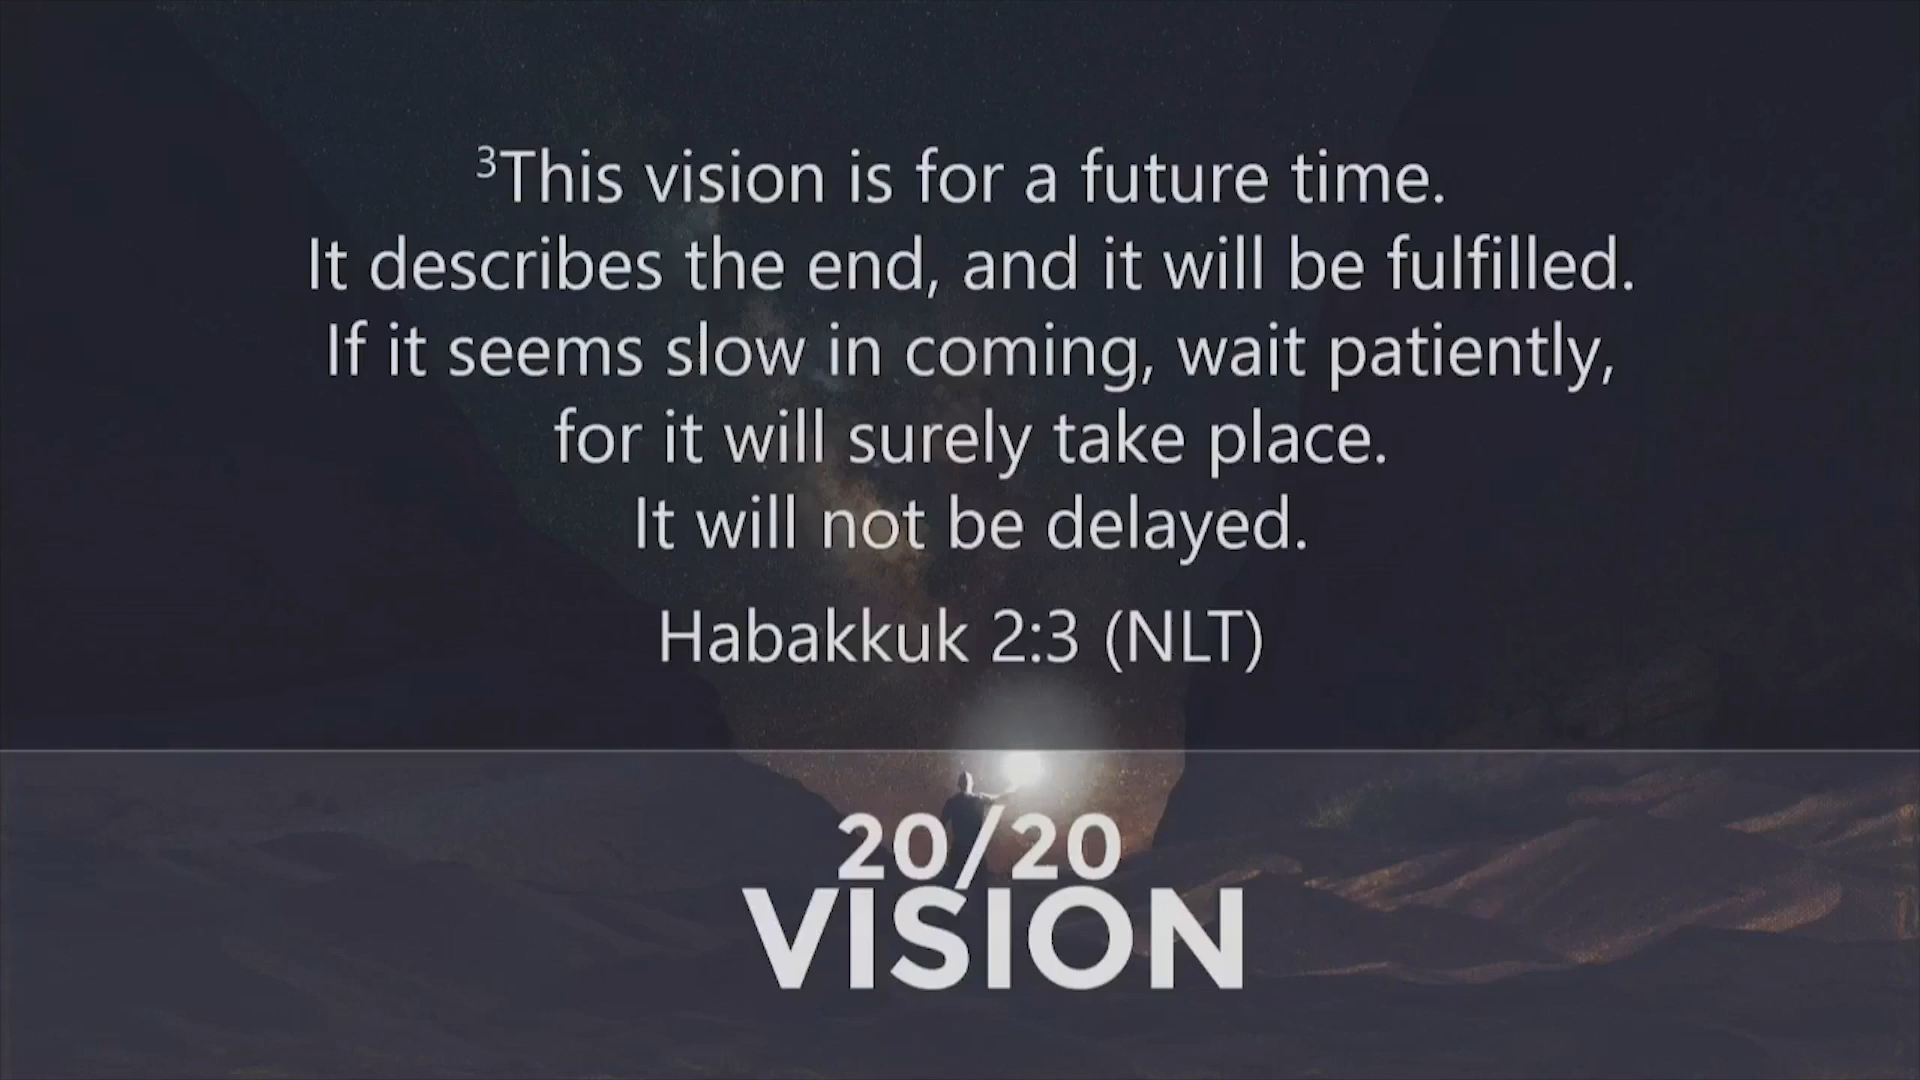 ³This vision is for a future time.
It describes the end, and it will be fulfilled.
If it seems slow in coming, wait patiently,
for it will surely take place.
It will not be delayed.
Habakkuk 2:3 (NLT)
20/20
VISION